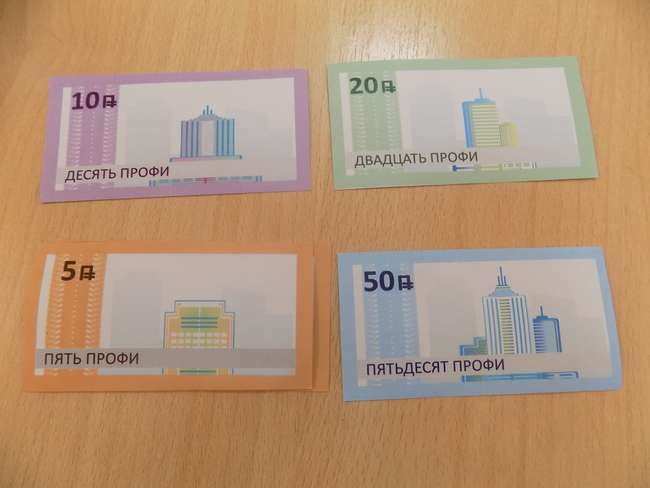 10₽
ДЕСЯТЬ ПРОФИ
20₽
ДВАДЦАТЬ ПРОФИ
5₽
ПЯТЬ ПРОФИ
50₽
ПЯТЬДЕСЯТ ПРОФИ